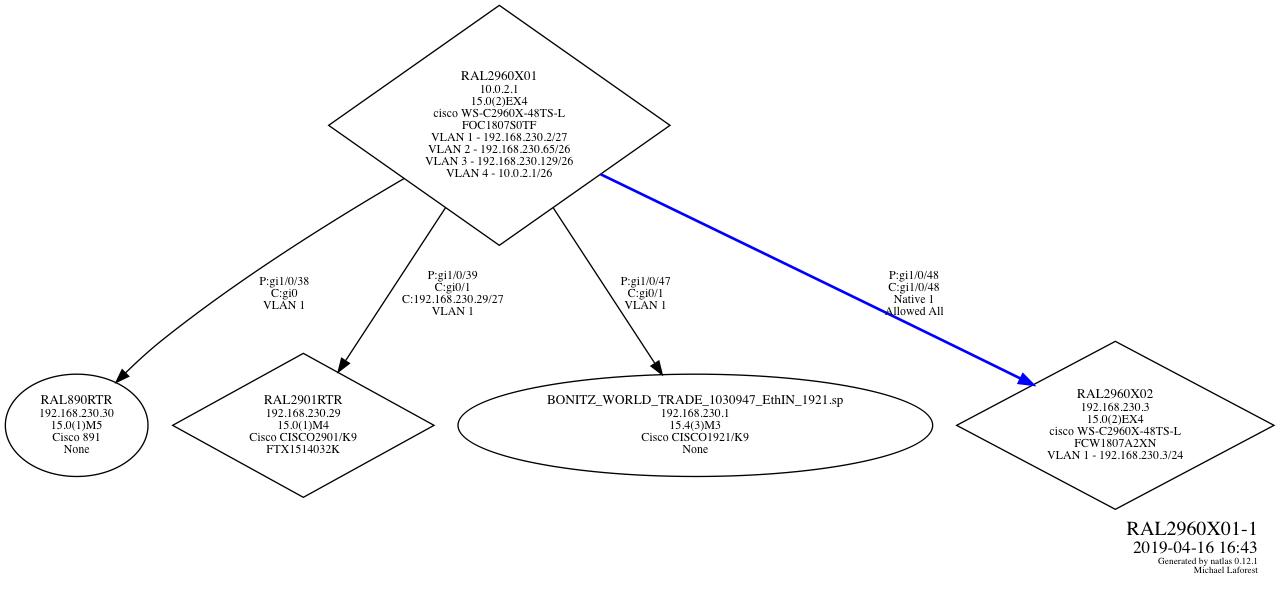 RAL2960X01
10.0.2.1
15.0(2)EX4
cisco WS-C2960X-48TS-L
FOC1807S0TF
VLAN 1 - 192.168.230.2/27
VLAN 2 - 192.168.230.65/26
VLAN 3 - 192.168.230.129/26
VLAN 4 - 10.0.2.1/26
P:gi1/0/38
C:gi0
VLAN 1
P:gi1/0/39
C:gi0/1
C:192.168.230.29/27
VLAN 1
P:gi1/0/47
C:gi0/1
VLAN 1
P:gi1/0/48
C:gi1/0/48
Native 1
Allowed All
RAL890RTR
192.168.230.30
15.0(1)M5
Cisco 891
None
RAL2901RTR
192.168.230.29
15.0(1)M4
Cisco CISCO2901/K9
FTX1514032K
BONITZ_WORLD_TRADE_1030947_EthIN_1921.sp
192.168.230.1
15.4(3)M3
Cisco CISCO1921/K9
None
RAL2960X02
192.168.230.3
15.0(2)EX4
cisco WS-C2960X-48TS-L
FCW1807A2XN
VLAN 1 - 192.168.230.3/24
RAL2960X01-1
2019-04-16 16:43
Generated by natlas 0.12.1
Michael Laforest